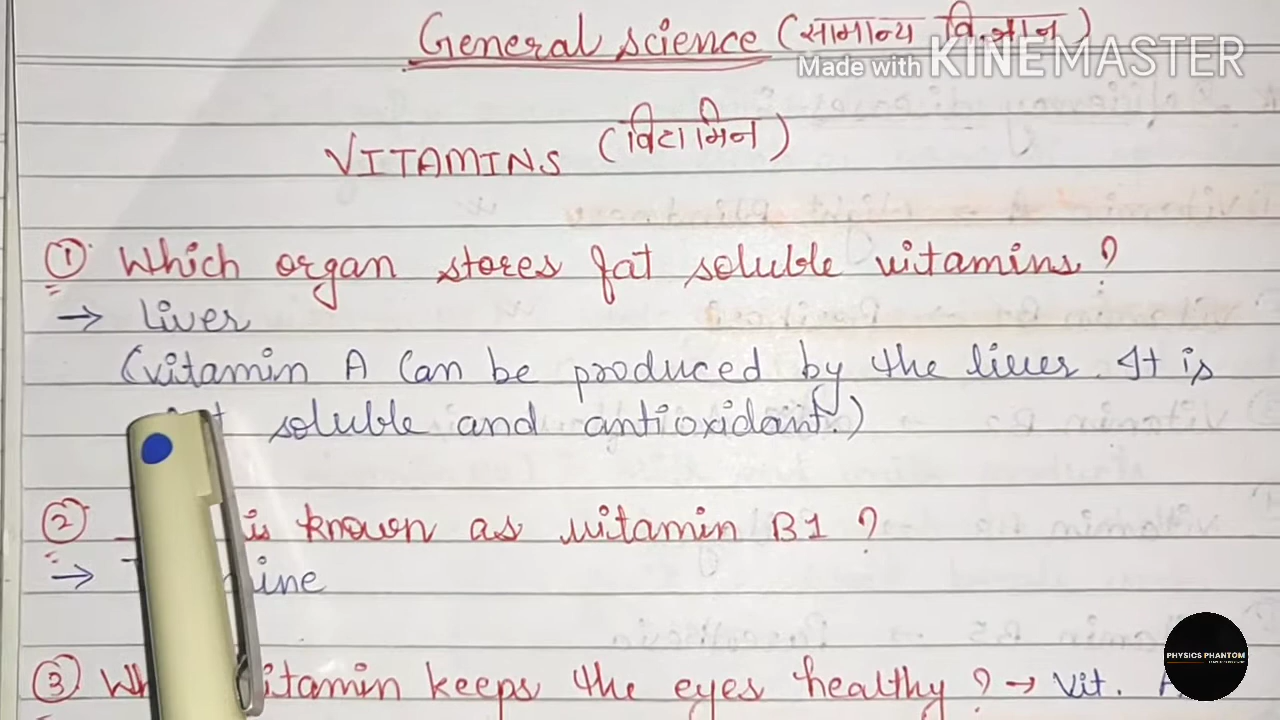 General science (सामान्य विज्ञान)
Made with KINEMASTER
VITAMINS (विटामिन)
① Which organ stores fat soluble vitamins?
→ liver
(vitamin A can be produced by the liver. It is
soluble and antioxidant.)
② is known as vitamin B1 ?
→
③ vitamin keeps the eyes healthy ? → Vit. A
PHYSICS PHANTOM